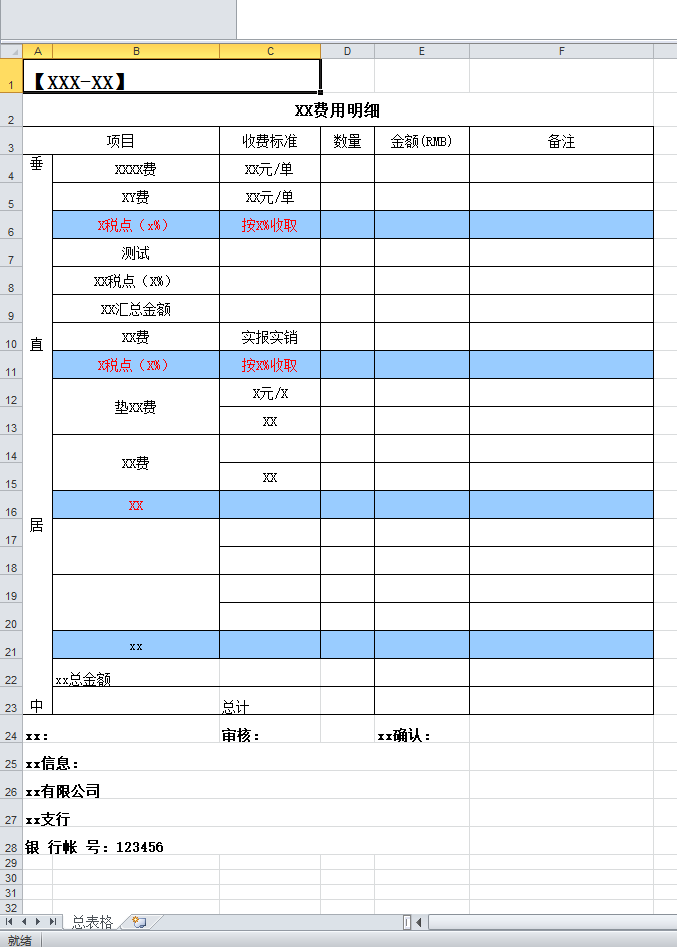 A B C D E F
1 【XXX-XX】
2 XX费用明细
3 项目 收费标准 数量 金额(RMB) 备注
垂
4 XXXX费 XX元/单
5 XY费 XX元/单
6 X税点（x%） 按X%收取
7 测试
8 XX税点（X%）
9 XX汇总金额
10 直 XX费 实报实销
11 X税点（X%） 按X%收取
12 垫XX费 X元/X
13 XX
14 XX费
15 XX
16 XX
17 居
18
19
20
21 xx
22 xx总金额
23 中 总计
24 xx： 审核： xx确认：
25 xx信息：
26 xx有限公司
27 xx支行
28 银 行帐 号：123456
29
30
31
32
总表格
就绪